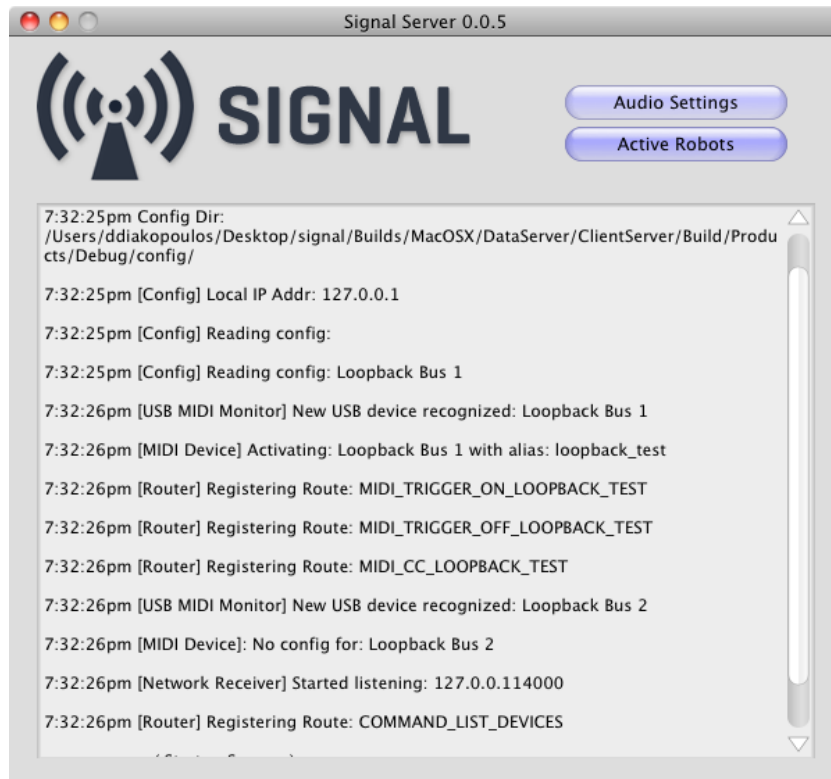 Signal Server 0.0.5
SIGNAL
Audio Settings
Active Robots
7:32:25pm Config Dir:
/Users/ddiakopoulos/Desktop/signal/Builds/MacOSX/DataServer/ClientServer/Build/Produ
cts/Debug/config/
7:32:25pm [Config] Local IP Addr: 127.0.0.1
7:32:25pm [Config] Reading config:
7:32:25pm [Config] Reading config: Loopback Bus 1
7:32:26pm [USB MIDI Monitor] New USB device recognized: Loopback Bus 1
7:32:26pm [MIDI Device] Activating: Loopback Bus 1 with alias: loopback_test
7:32:26pm [Router] Registering Route: MIDI_TRIGGER_ON_LOOPBACK_TEST
7:32:26pm [Router] Registering Route: MIDI_TRIGGER_OFF_LOOPBACK_TEST
7:32:26pm [Router] Registering Route: MIDI_CC_LOOPBACK_TEST
7:32:26pm [USB MIDI Monitor] New USB device recognized: Loopback Bus 2
7:32:26pm [MIDI Device]: No config for: Loopback Bus 2
7:32:26pm [Network Receiver] Started listening: 127.0.0.114000
7:32:26pm [Router] Registering Route: COMMAND_LIST_DEVICES